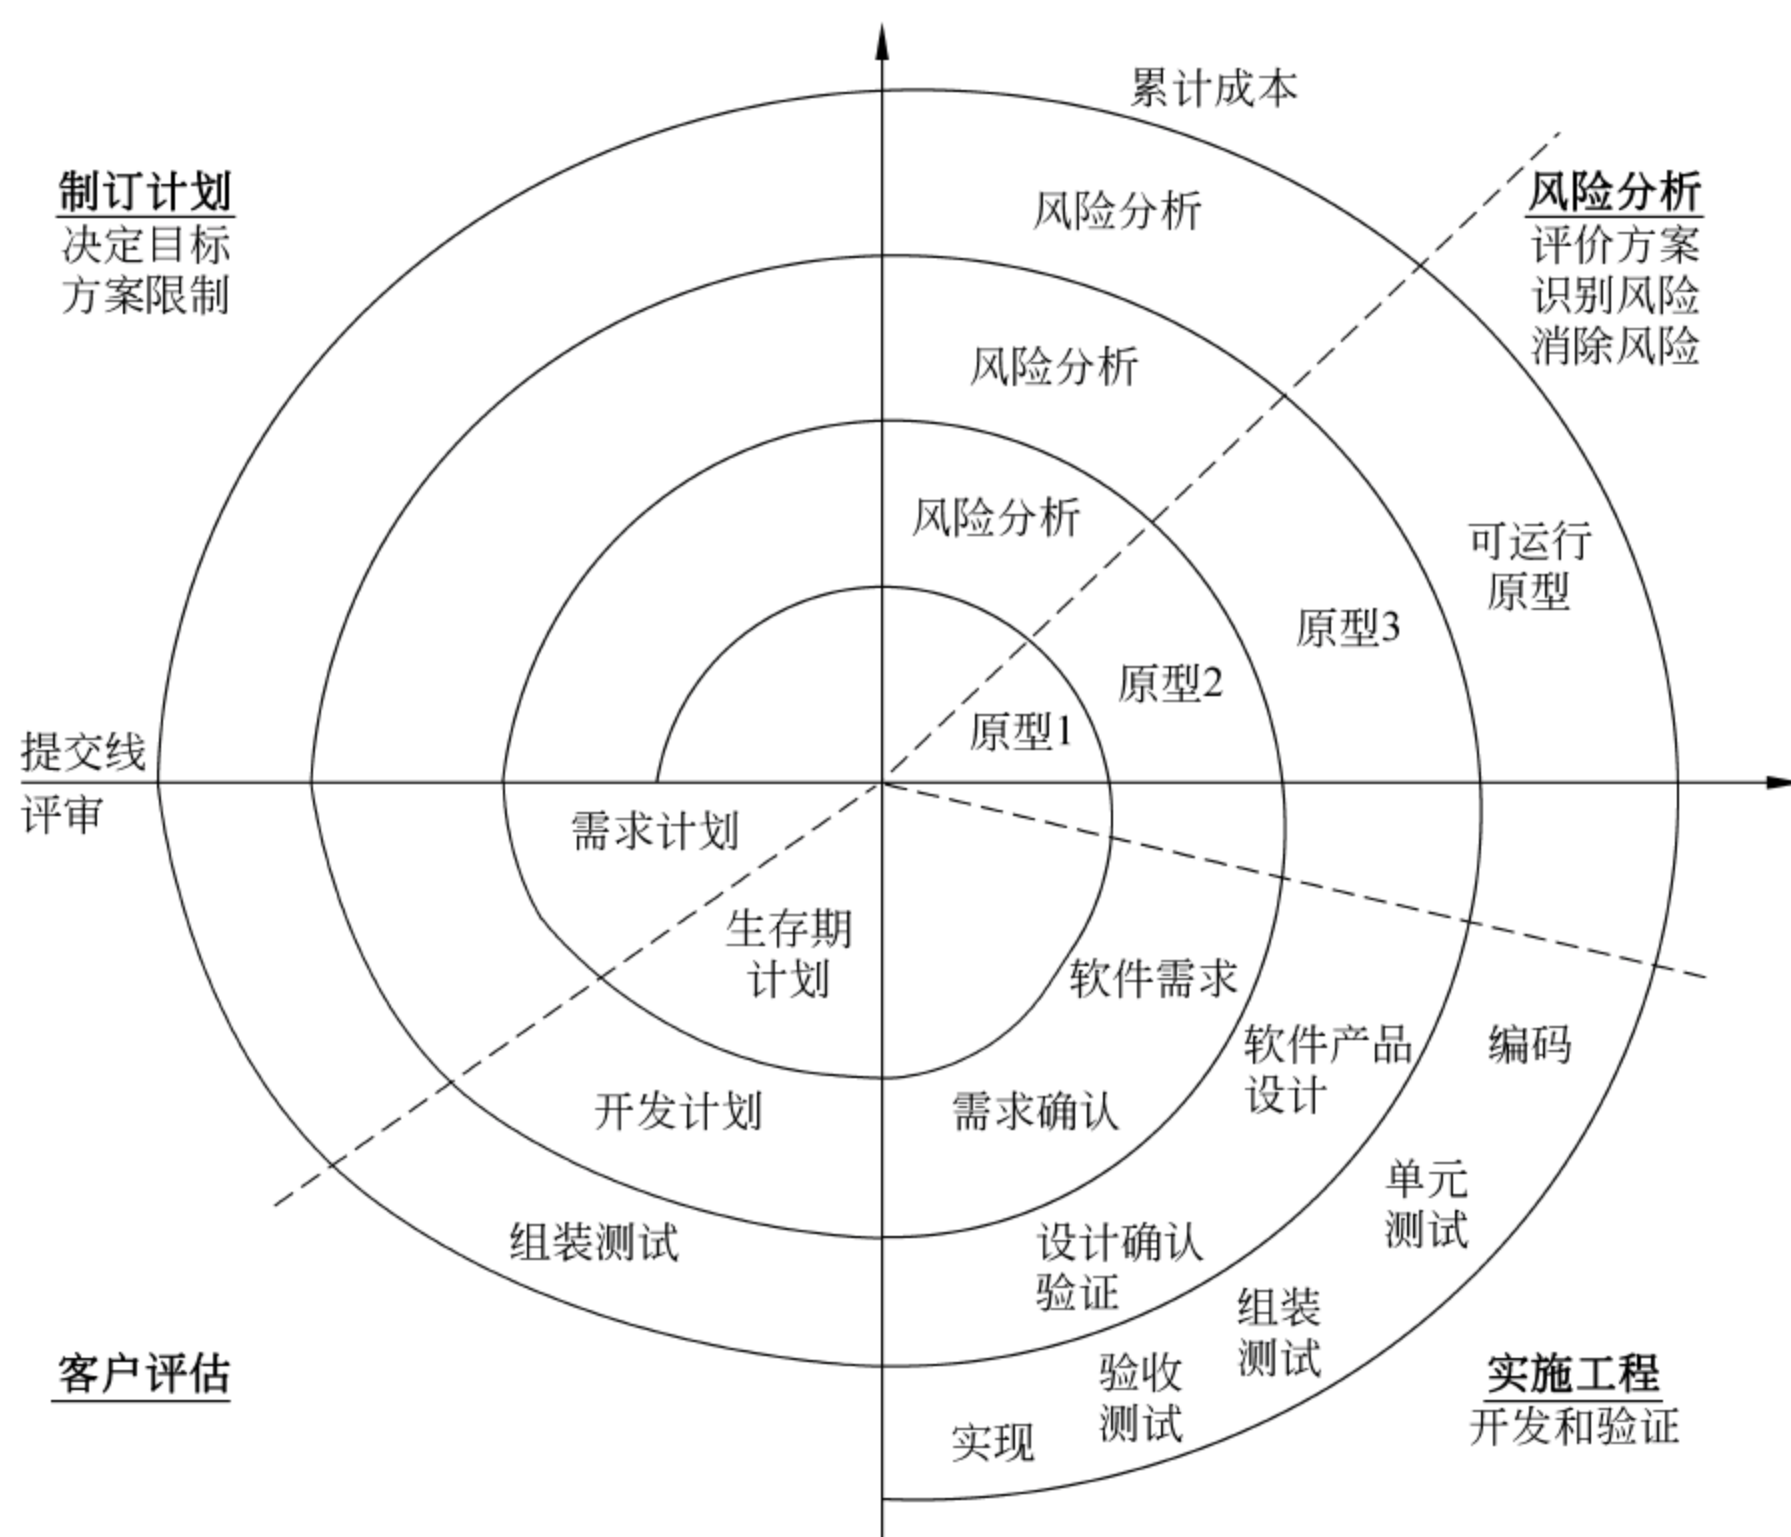 累计成本
制订计划
决定目标
方案限制
风险分析
评价方案
识别风险
消除风险
风险分析
风险分析
风险分析
可运行
原型
原型3
原型2
原型1
提交线
评审
需求计划
生存期
计划
软件需求
软件产品
设计
编码
开发计划
需求确认
单元
测试
组装测试
设计确认
验证
组装
测试
验收
测试
实现
客户评估
实施工程
开发和验证